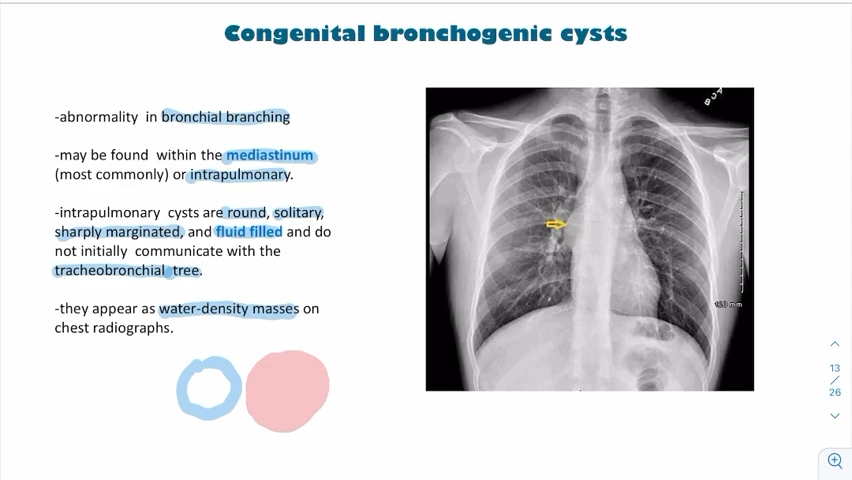 Congenital bronchogenic cysts
-abnormality in bronchial branching
-may be found within the mediastinum
(most commonly) or intrapulmonary.
-intrapulmonary cysts are round, solitary,
sharply marginated, and fluid filled and do
not initially communicate with the
tracheobronchial tree.
-they appear as water-density masses on
chest radiographs.
120 mm
13
/
26